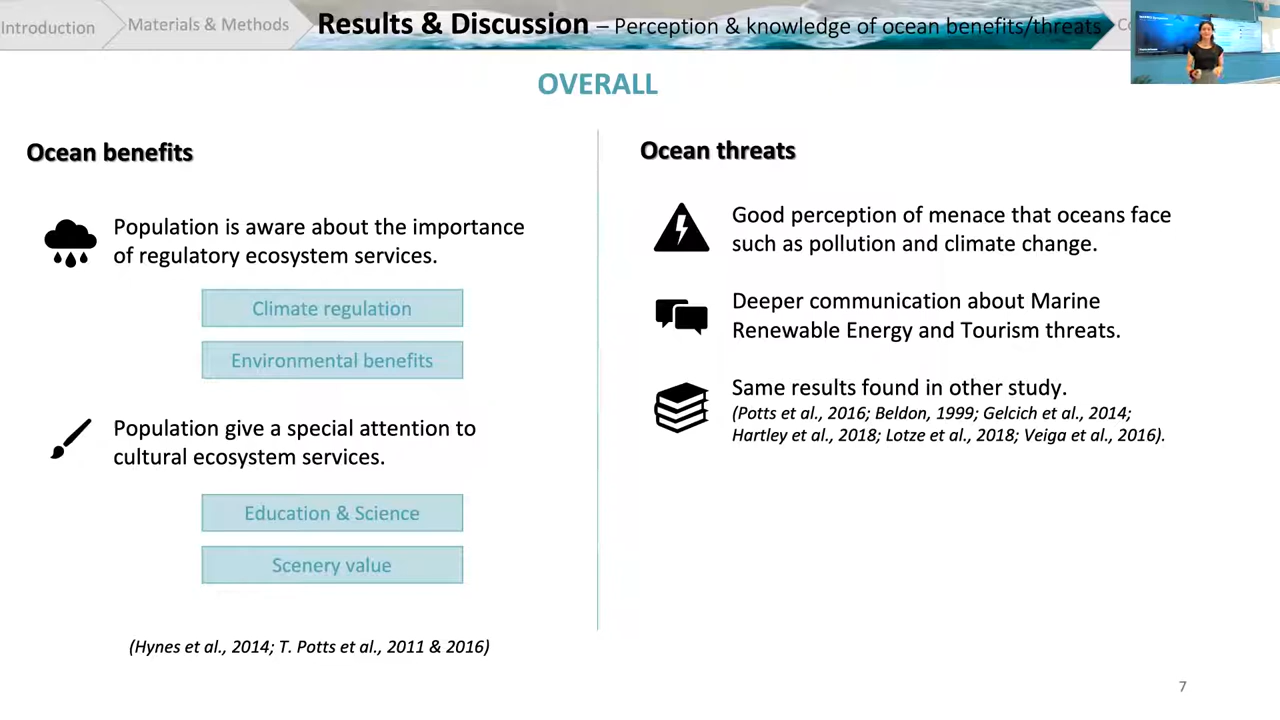 Introduction
Materials & Methods
Results & Discussion – Perception & knowledge of ocean benefits/threats
OVERALL
Ocean benefits
Population is aware about the importance
of regulatory ecosystem services.
Climate regulation
Environmental benefits
Population give a special attention to
cultural ecosystem services.
Education & Science
Scenery value
(Hynes et al., 2014; T. Potts et al., 2011 & 2016)
Ocean threats
Good perception of menace that oceans face
such as pollution and climate change.
Deeper communication about Marine
Renewable Energy and Tourism threats.
Same results found in other study.
(Potts et al., 2016; Beldon, 1999; Gelcich et al., 2014;
Hartley et al., 2018; Lotze et al., 2018; Veiga et al., 2016).
7